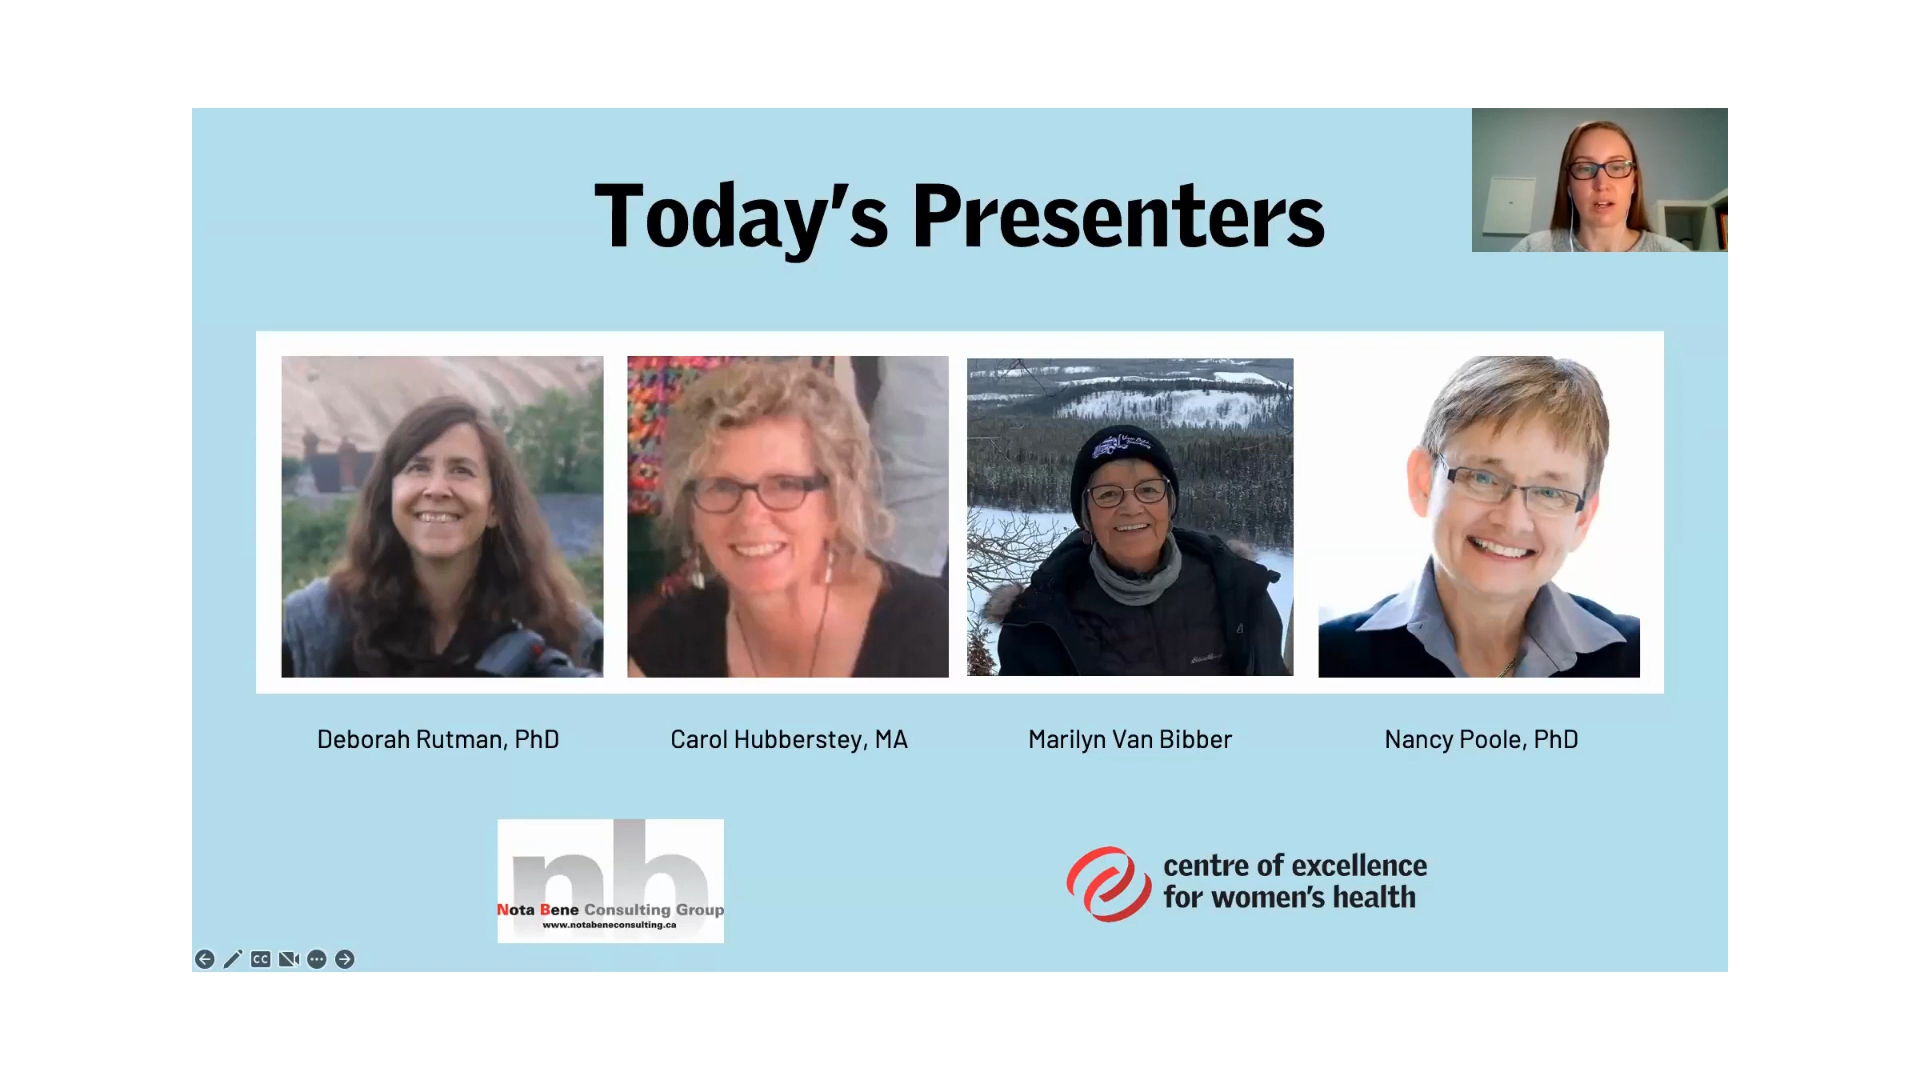 Today's Presenters
Deborah Rutman, PhD
Carol Hubberstey, MA
Marilyn Van Bibber
Nancy Poole, PhD
nb
Nota Bene Consulting Group
www.notabeneconsulting.ca
centre of excellence
for women's health
CC